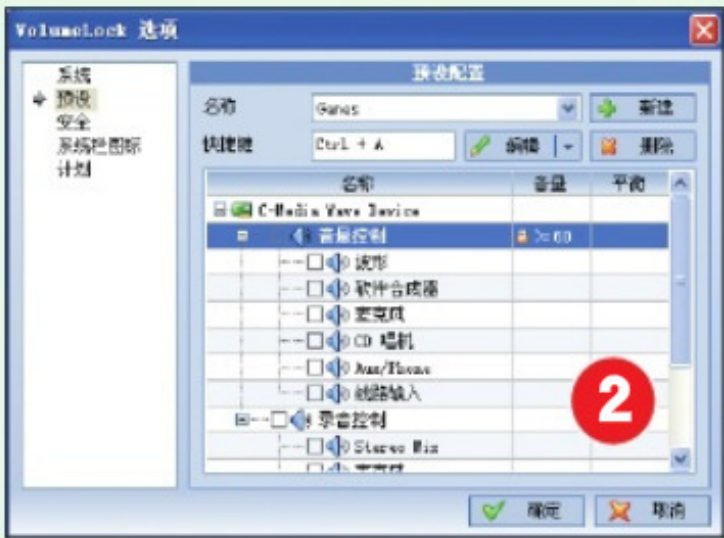 VolumeLock 选项
系统
预设
安全
系统栏图标
计划
预设配置
名称 Games 新建
快捷键 Ctrl + A 编辑 删除
名称 音量 平衡
C-Media Wave Device
音量控制 >= 60
波形
软件合成器
麦克风
CD 唱机
Aux/Phone
线路输入
录音控制
Stereo Mix
麦克风
2
确定 取消